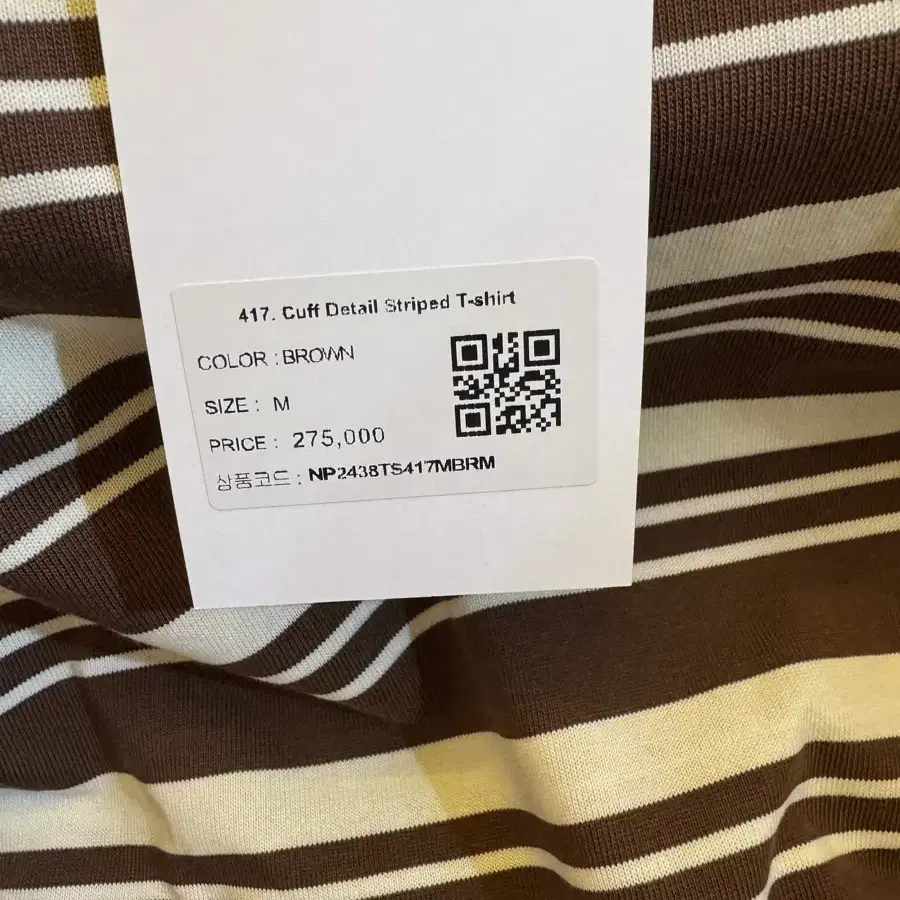 417. Cuff Detail Striped T-shirt
COLOR : BROWN
SIZE : M
PRICE : 275,000
상품코드 : NP2438TS417MBRM